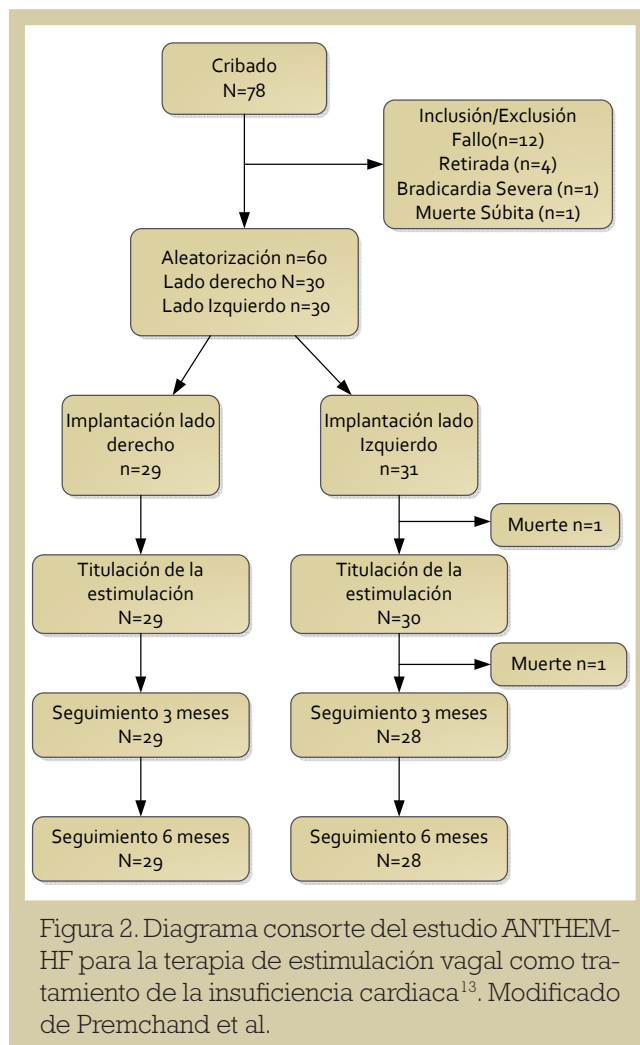 Cribado
N=78
Inclusión/Exclusión
Fallo(n=12)
Retirada (n=4)
Bradicardia Severa (n=1)
Muerte Súbita (n=1)
Aleatorización n=60
Lado derecho N=30
Lado Izquierdo n=30
Implantación lado
derecho
n=29
Implantación lado
Izquierdo
n=31
Muerte n=1
Titulación de la
estimulación
N=29
Titulación de la
estimulación
N=30
Muerte n=1
Seguimiento 3 meses
N=29
Seguimiento 3 meses
N=28
Seguimiento 6 meses
N=29
Seguimiento 6 meses
N=28
Figura 2. Diagrama consorte del estudio ANTHEM-
HF para la terapia de estimulación vagal como tra-
tamiento de la insuficiencia cardiaca¹³. Modificado
de Premchand et al.